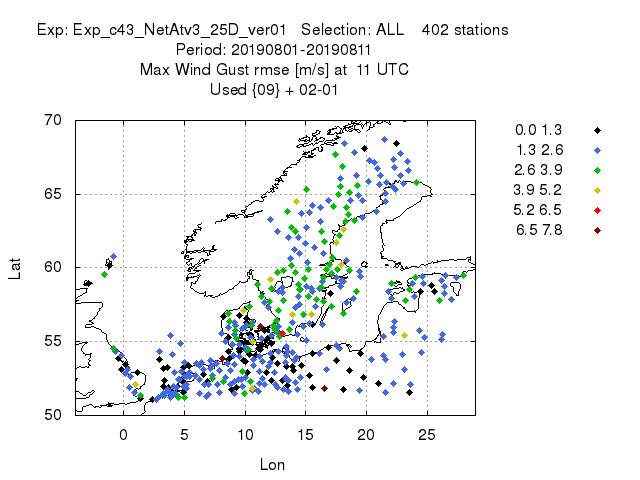 Exp: Exp_c43_NetAtv3_25D_ver01 Selection: ALL 402 stations
Period: 20190801-20190811
Max Wind Gust rmse [m/s] at 11 UTC
Used {09} + 02-01
70
65
60
55
50
0 5 10 15 20 25
Lat
Lon
0.0 1.3
1.3 2.6
2.6 3.9
3.9 5.2
5.2 6.5
6.5 7.8